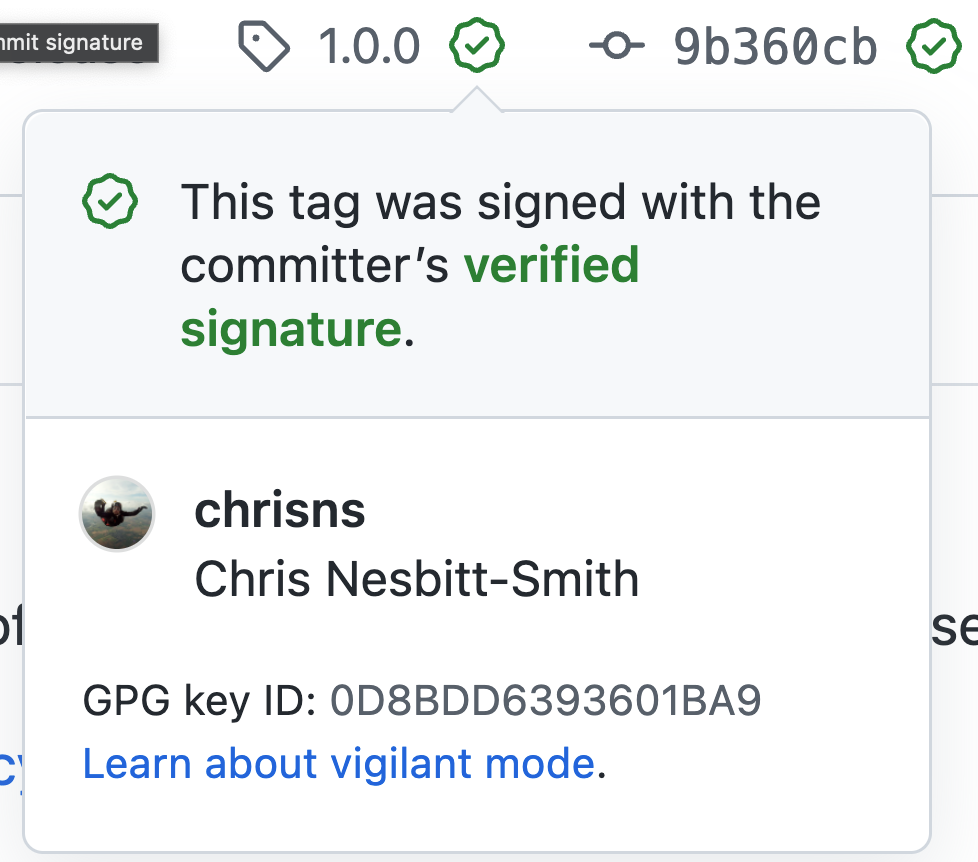 mmit signature
1.0.0
9b360cb
This tag was signed with the
committer’s verified
signature.
chrisns
Chris Nesbitt-Smith
GPG key ID: 0D8BDD6393601BA9
Learn about vigilant mode.